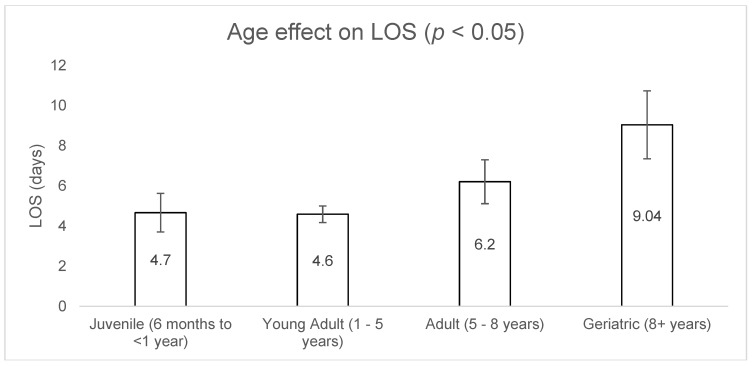 Age effect on LOS (p < 0.05)
LOS (days)
12
10
8
6
4
2
0
4.7
4.6
6.2
9.04
Juvenile (6 months to
<1 year)
Young Adult (1 - 5
years)
Adult (5 - 8 years)
Geriatric (8+ years)